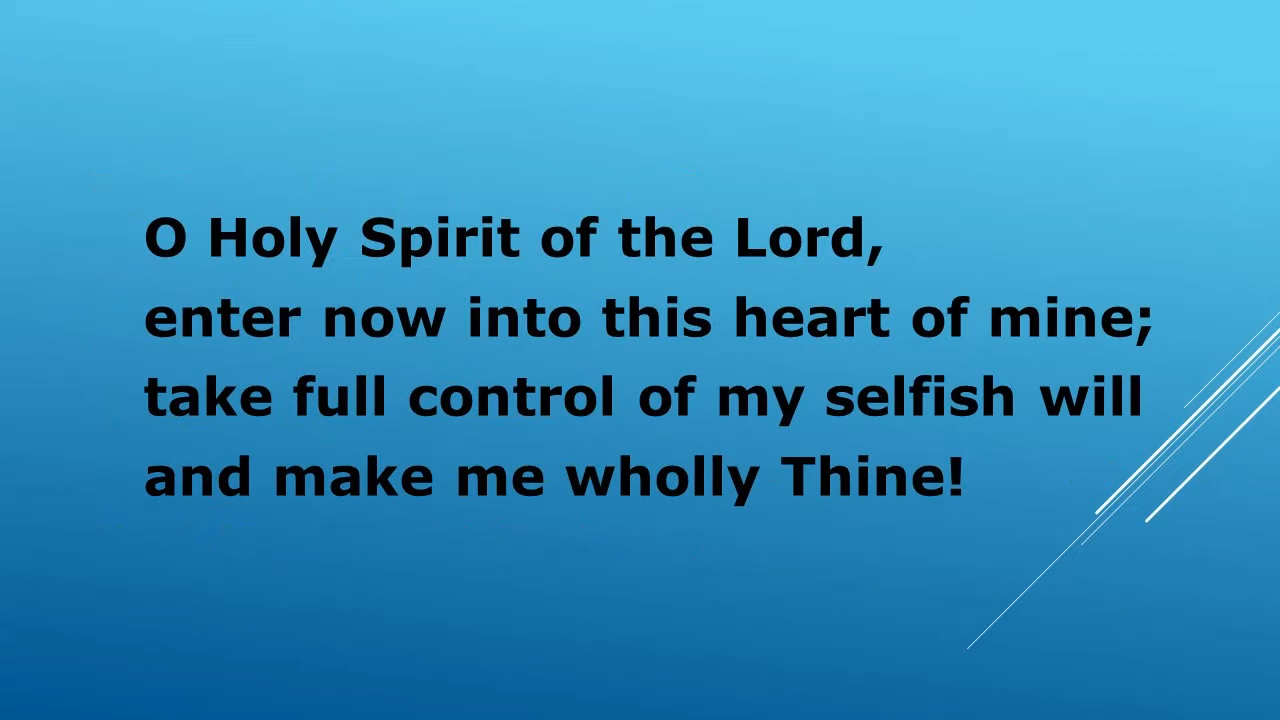 O Holy Spirit of the Lord,
enter now into this heart of mine;
take full control of my selfish will
and make me wholly Thine!